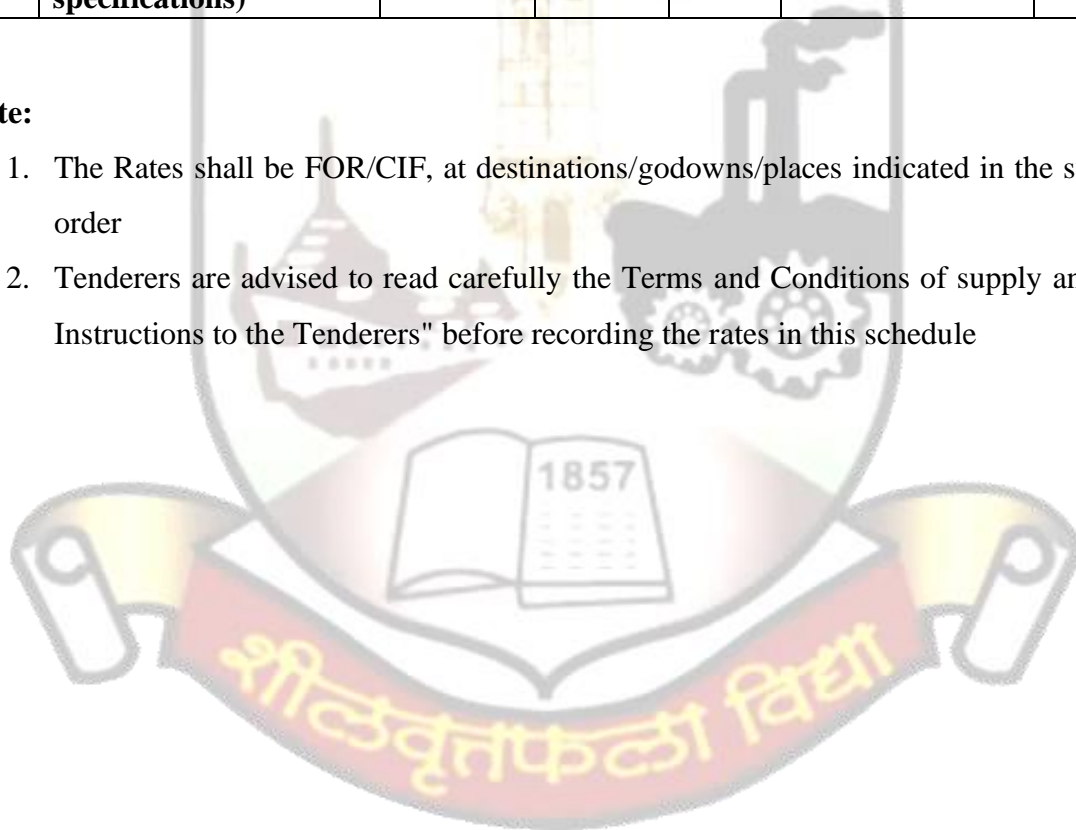 specifications)
te:
1. The Rates shall be FOR/CIF, at destinations/godowns/places indicated in the s
order
2. Tenderers are advised to read carefully the Terms and Conditions of supply an
Instructions to the Tenderers" before recording the rates in this schedule
1857
शीलवृतफला विद्या